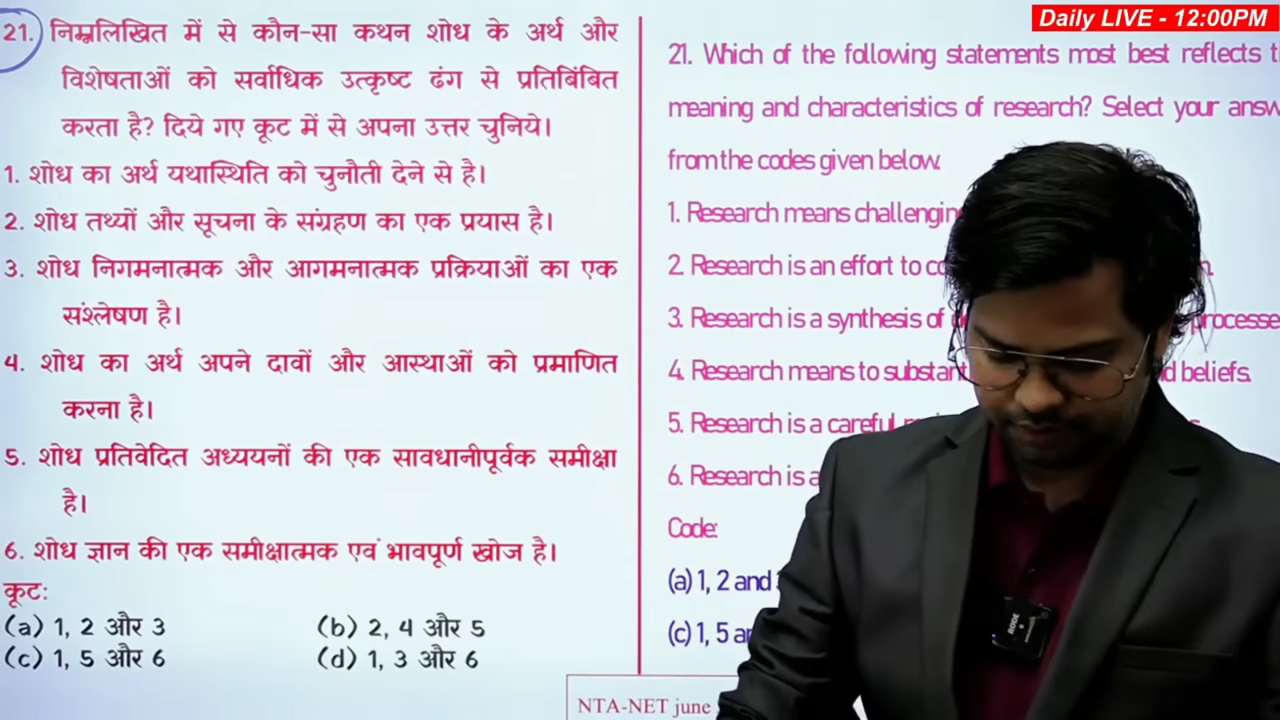 Daily LIVE - 12:00PM
21. निम्नलिखित में से कौन-सा कथन शोध के अर्थ और
विशेषताओं को सर्वाधिक उत्कृष्ट ढंग से प्रतिबिंबित
करता है? दिये गए कूट में से अपना उत्तर चुनिये।
1. शोध का अर्थ यथास्थिति को चुनौती देने से है।
2. शोध तथ्यों और सूचना के संग्रहण का एक प्रयास है।
3. शोध निगमनात्मक और आगमनात्मक प्रक्रियाओं का एक
संश्लेषण है।
4. शोध का अर्थ अपने दावों और आस्थाओं को प्रमाणित
करना है।
5. शोध प्रतिवेदित अध्ययनों की एक सावधानीपूर्वक समीक्षा
है।
6. शोध ज्ञान की एक समीक्षात्मक एवं भावपूर्ण खोज है।
कूट:
(a) 1, 2 और 3 (b) 2, 4 और 5
(c) 1, 5 और 6 (d) 1, 3 और 6
21. Which of the following statements most best reflects
meaning and characteristics of research? Select your
from the codes given below.
1. Research means
2. Research is an effort to
3. Research is a synthesis of
4. Research means to beliefs.
5. Research is a careful
6. Research is a
Code:
(a) 1, 2 and
(c) 1, 5
NTA-NET june
RODE